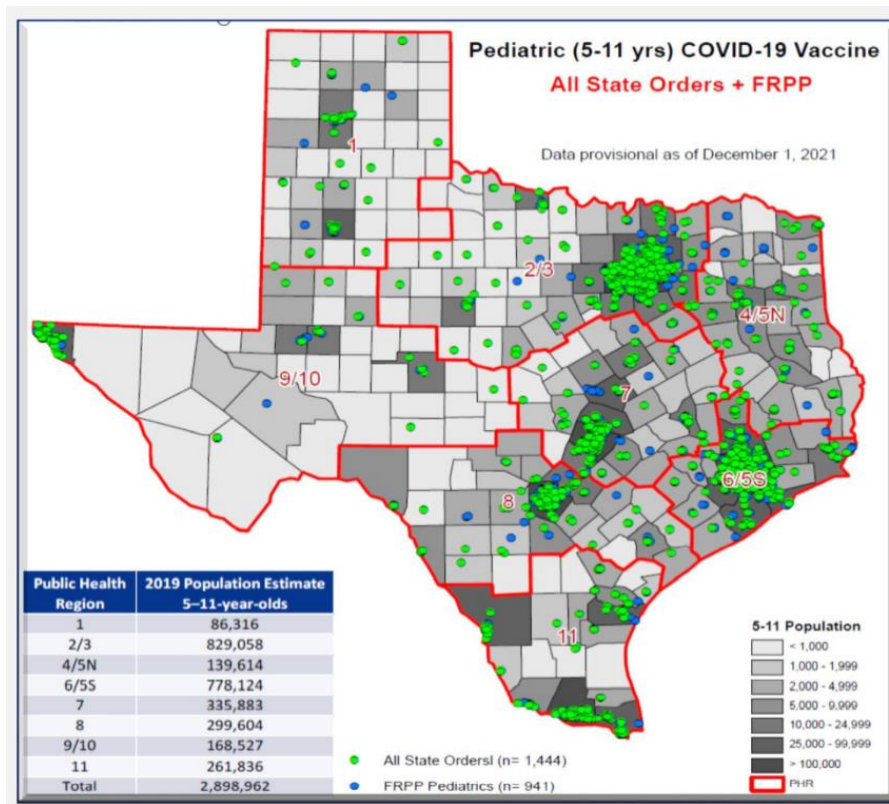 Pediatric (5-11 yrs) COVID-19 Vaccine
All State Orders + FRPP
Data provisional as of December 1, 2021
1
2/3
4/5N
9/10
7
6/5S
8
11
Public Health Region 2019 Population Estimate 5–11-year-olds
1 86,316
2/3 829,058
4/5N 139,614
6/5S 778,124
7 335,883
8 299,604
9/10 168,527
11 261,836
Total 2,898,962
All State Ordersl (n= 1,444)
FRPP Pediatrics (n= 941)
5-11 Population
< 1,000
1,000 - 1,999
2,000 - 4,999
5,000 - 9,999
10,000 - 24,999
25,000 - 99,999
> 100,000
PHR